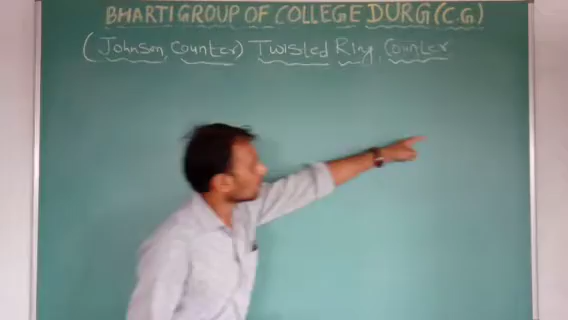 BHARTI GROUP OF COLLEGE DURG (C.G)
(Johnson, Counter) Twisted Ring Counter